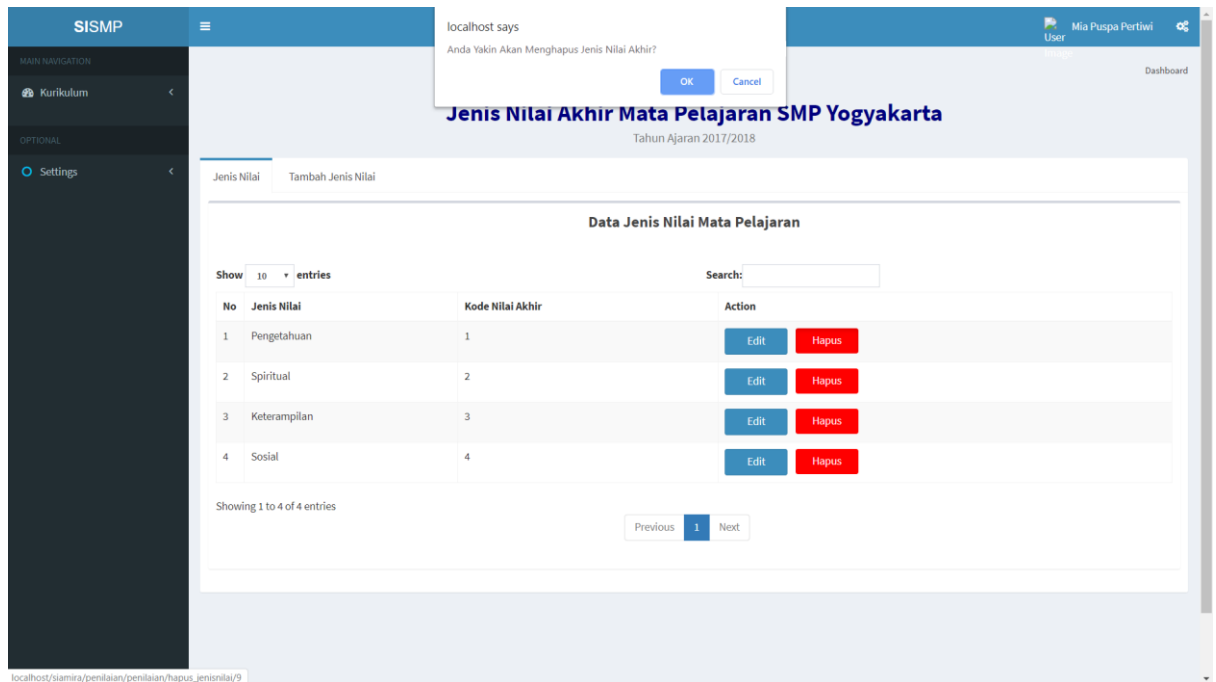 SISMP
localhost says
Anda Yakin Akan Menghapus Jenis Nilai Akhir?
OK Cancel
User Image
Mia Puspa Pertiwi
MAIN NAVIGATION
Kurikulum
OPTIONAL
Settings
Dashboard
Jenis Nilai Akhir Mata Pelajaran SMP Yogyakarta
Tahun Ajaran 2017/2018
Jenis Nilai Tambah Jenis Nilai
Data Jenis Nilai Mata Pelajaran
Show 10 entries Search:
No Jenis Nilai Kode Nilai Akhir Action
1 Pengetahuan 1 Edit Hapus
2 Spiritual 2 Edit Hapus
3 Keterampilan 3 Edit Hapus
4 Sosial 4 Edit Hapus
Showing 1 to 4 of 4 entries
Previous 1 Next
localhost/siamira/penilaian/penilaian/hapus_jenisnilai/9